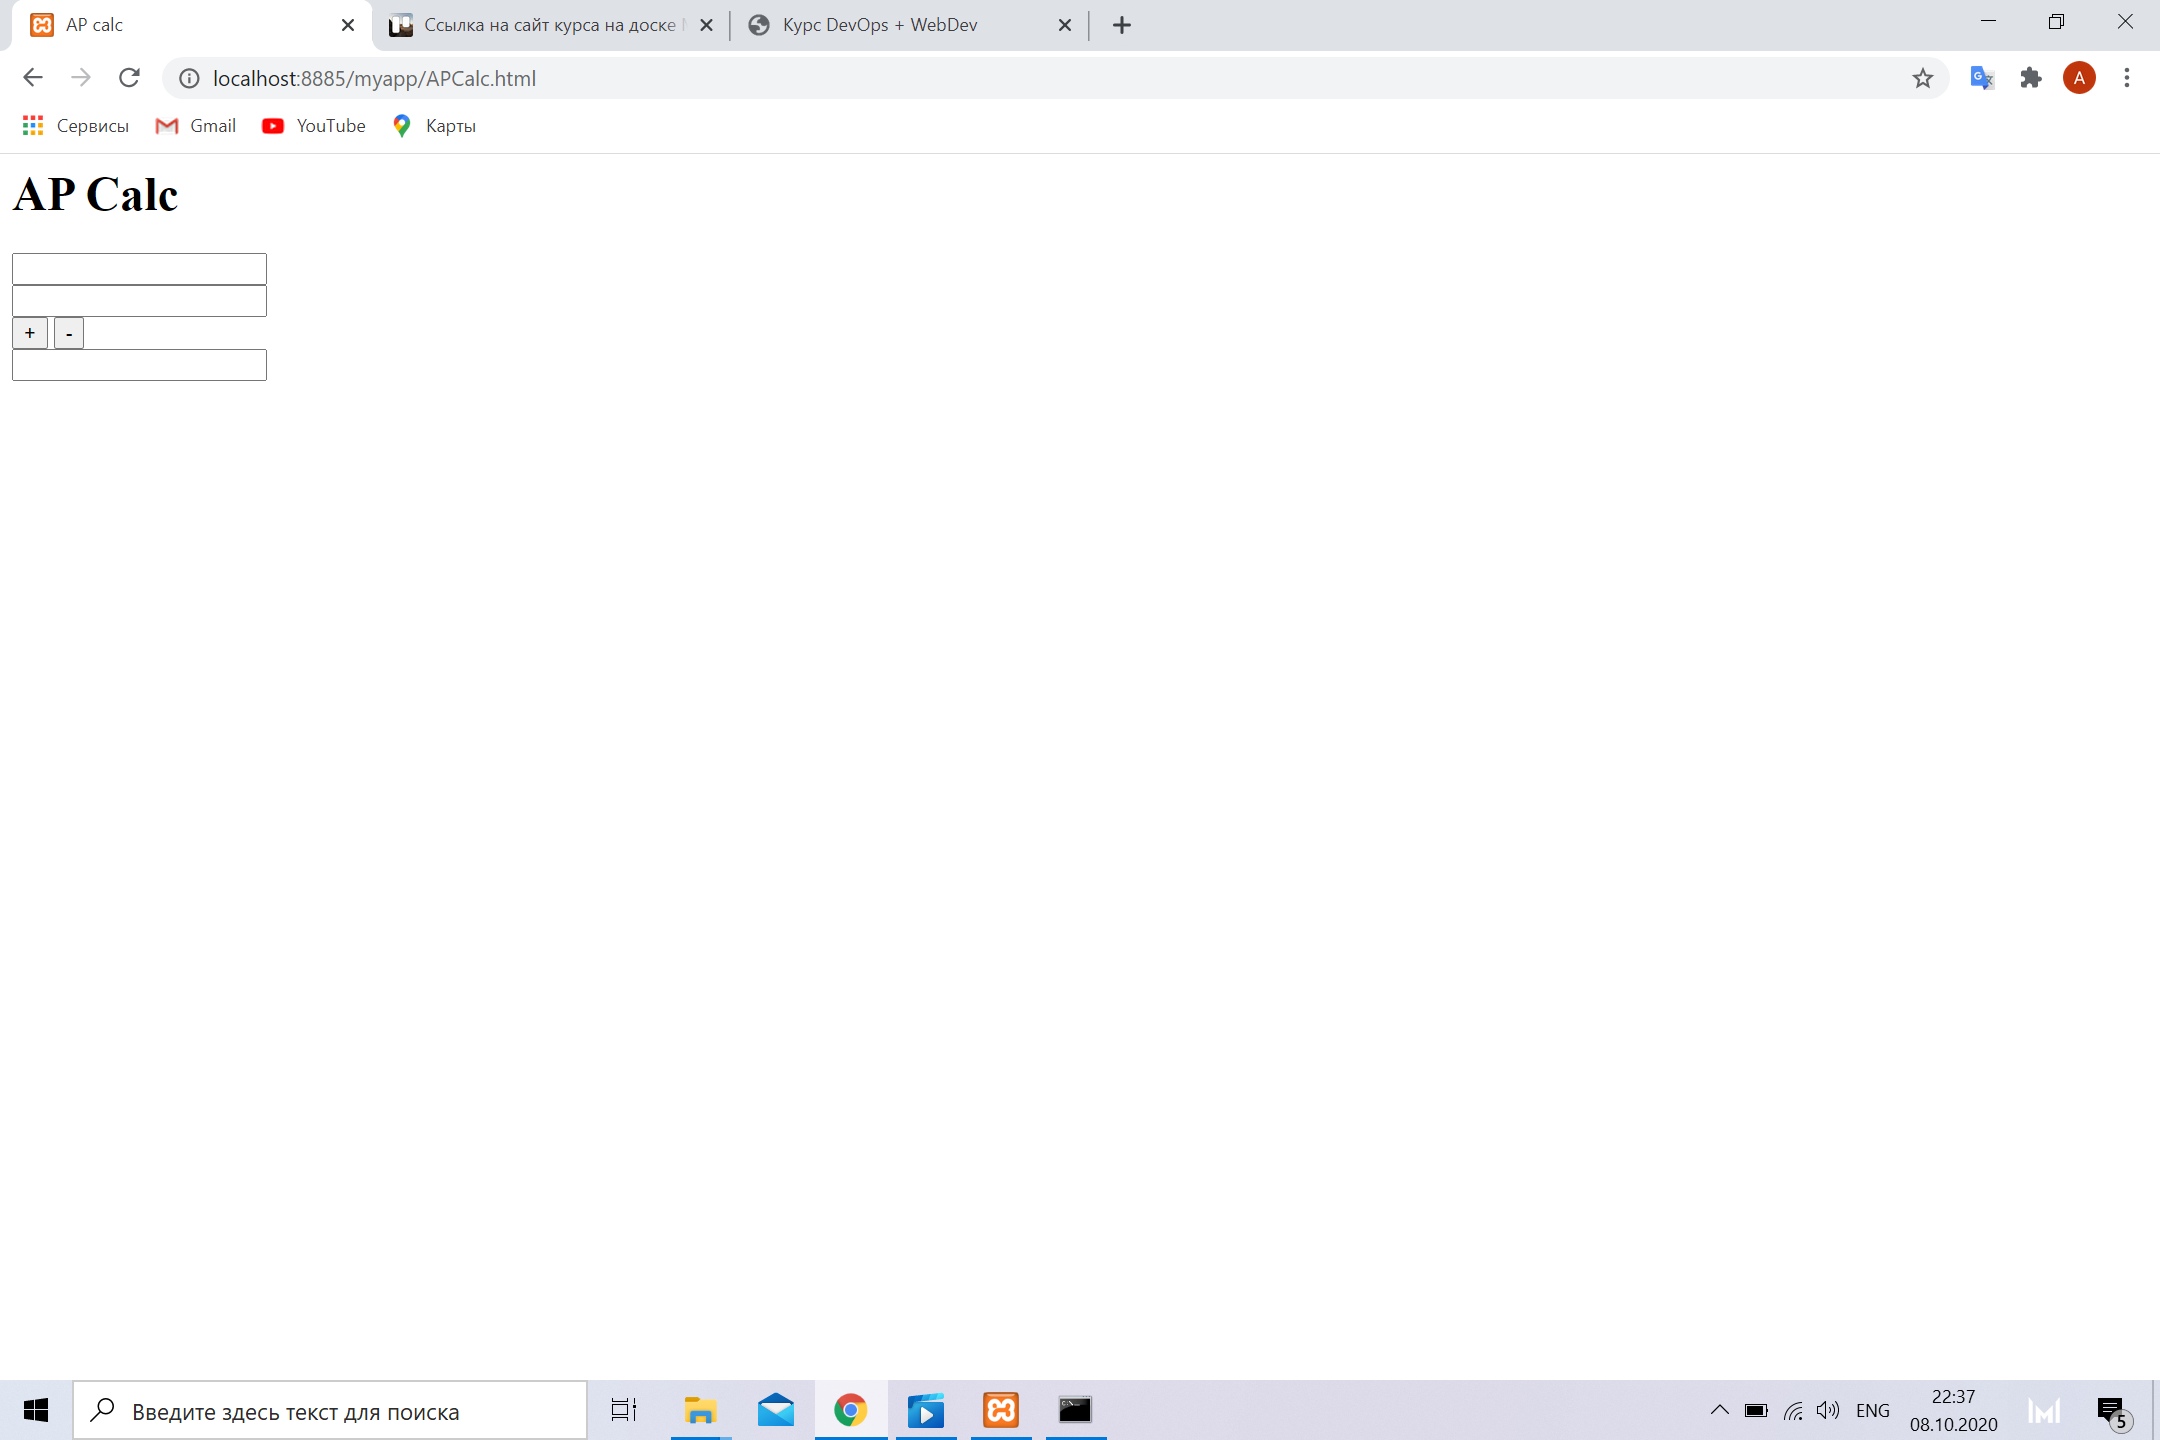 AP calc
Ссылка на сайт курса на доске
Курс DevOps + WebDev
localhost:8885/myapp/APCalc.html
A
Сервисы
Gmail
YouTube
Карты
AP Calc
+ -
Введите здесь текст для поиска
ENG
22:37
08.10.2020
5